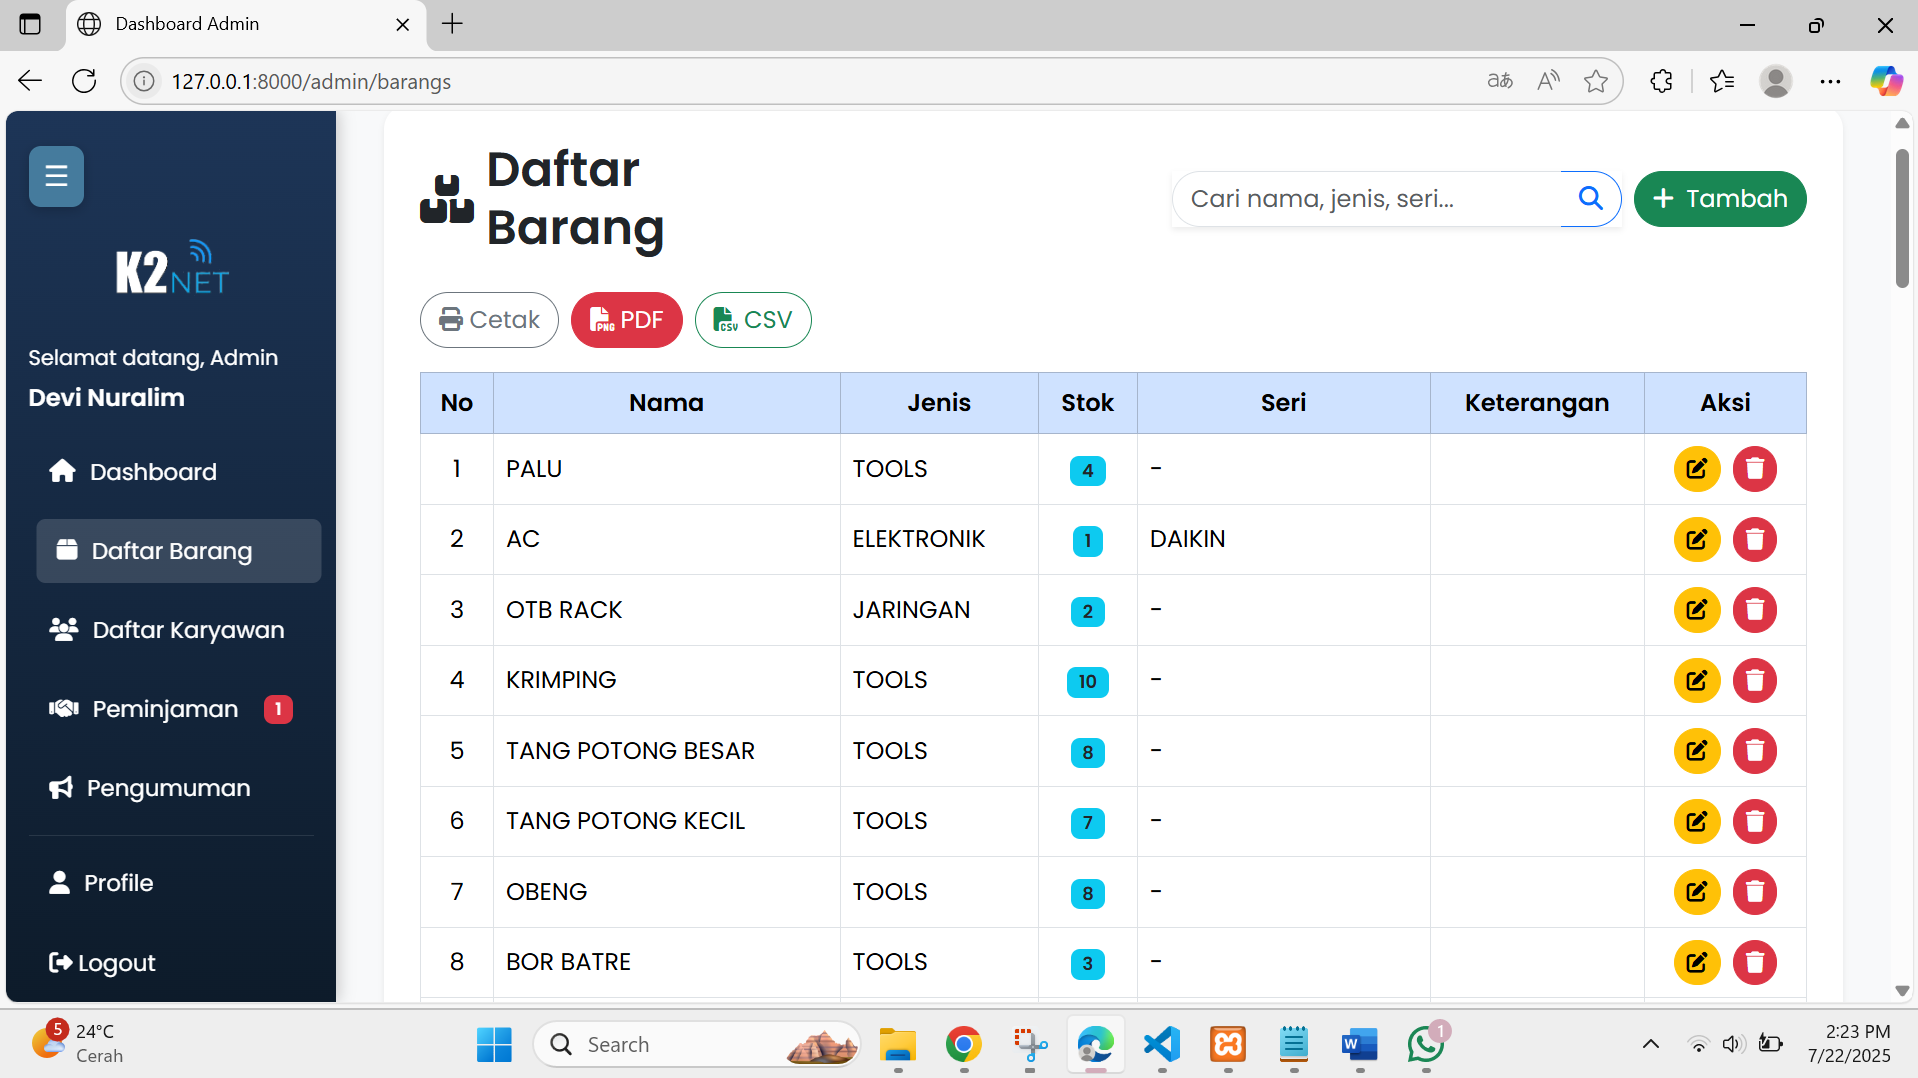 Dashboard Admin
127.0.0.1:8000/admin/barangs
K2NET
Selamat datang, Admin
Devi Nuralim
Dashboard
Daftar Barang
Daftar Karyawan
Peminjaman 1
Pengumuman
Profile
Logout
Daftar
Barang
Cari nama, jenis, seri...
+ Tambah
Cetak PNG PDF CSV CSV
No Nama Jenis Stok Seri Keterangan Aksi
1 PALU TOOLS 4 -
2 AC ELEKTRONIK 1 DAIKIN
3 OTB RACK JARINGAN 2 -
4 KRIMPING TOOLS 10 -
5 TANG POTONG BESAR TOOLS 8 -
6 TANG POTONG KECIL TOOLS 7 -
7 OBENG TOOLS 8 -
8 BOR BATRE TOOLS 3 -
5 24°C
Cerah
Search
1
2:23 PM
7/22/2025